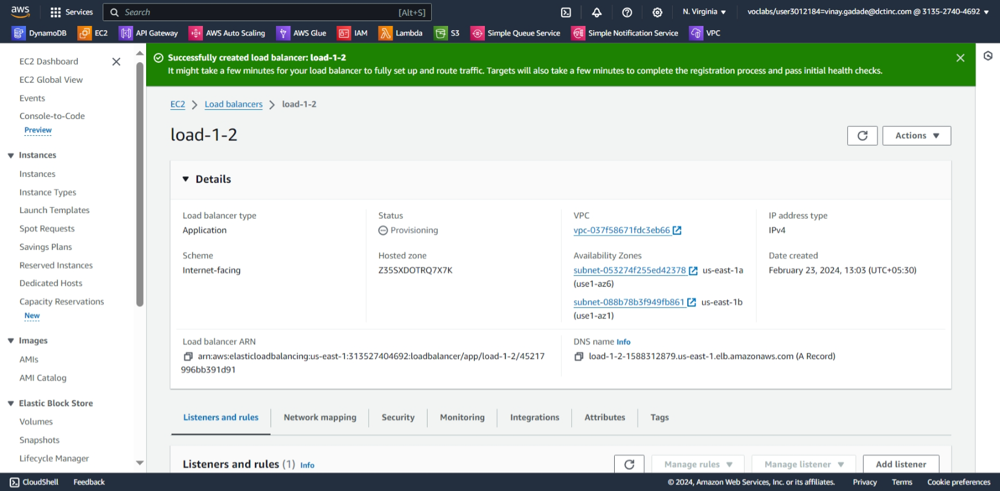 aws
Services
Search
[Alt+S]
N. Virginia
voclabs/user3012184=vinay.gadade@dctinc.com @ 3135-2740-4692
DynamoDB
EC2
API Gateway
AWS Auto Scaling
AWS Glue
IAM
Lambda
S3
Simple Queue Service
Simple Notification Service
VPC
EC2 Dashboard
EC2 Global View
Events
Console-to-Code
Preview
Instances
Instances
Instance Types
Launch Templates
Spot Requests
Savings Plans
Reserved Instances
Dedicated Hosts
Capacity Reservations
New
Images
AMIs
AMI Catalog
Elastic Block Store
Volumes
Snapshots
Lifecycle Manager
Successfully created load balancer: load-1-2
It might take a few minutes for your load balancer to fully set up and route traffic. Targets will also take a few minutes to complete the registration process and pass initial health checks.
EC2
Load balancers
load-1-2
load-1-2
Actions
Details
Load balancer type
Application
Status
Provisioning
VPC
vpc-037f58671fdc3eb66
IP address type
IPv4
Scheme
Internet-facing
Hosted zone
Z35SXDOTRQ7X7K
Availability Zones
subnet-053274f255ed42378 us-east-1a
(use1-az6)
subnet-088b78b3f949fb861 us-east-1b
(use1-az1)
Date created
February 23, 2024, 13:03 (UTC+05:30)
Load balancer ARN
arn:aws:elasticloadbalancing:us-east-1:313527404692:loadbalancer/app/load-1-2/45217
996bb391d91
DNS name Info
load-1-2-1588312879.us-east-1.elb.amazonaws.com (A Record)
Listeners and rules
Network mapping
Security
Monitoring
Integrations
Attributes
Tags
Listeners and rules (1) Info
Manage rules
Manage listener
Add listener
CloudShell
Feedback
© 2024, Amazon Web Services, Inc. or its affiliates.
Privacy
Terms
Cookie preferences